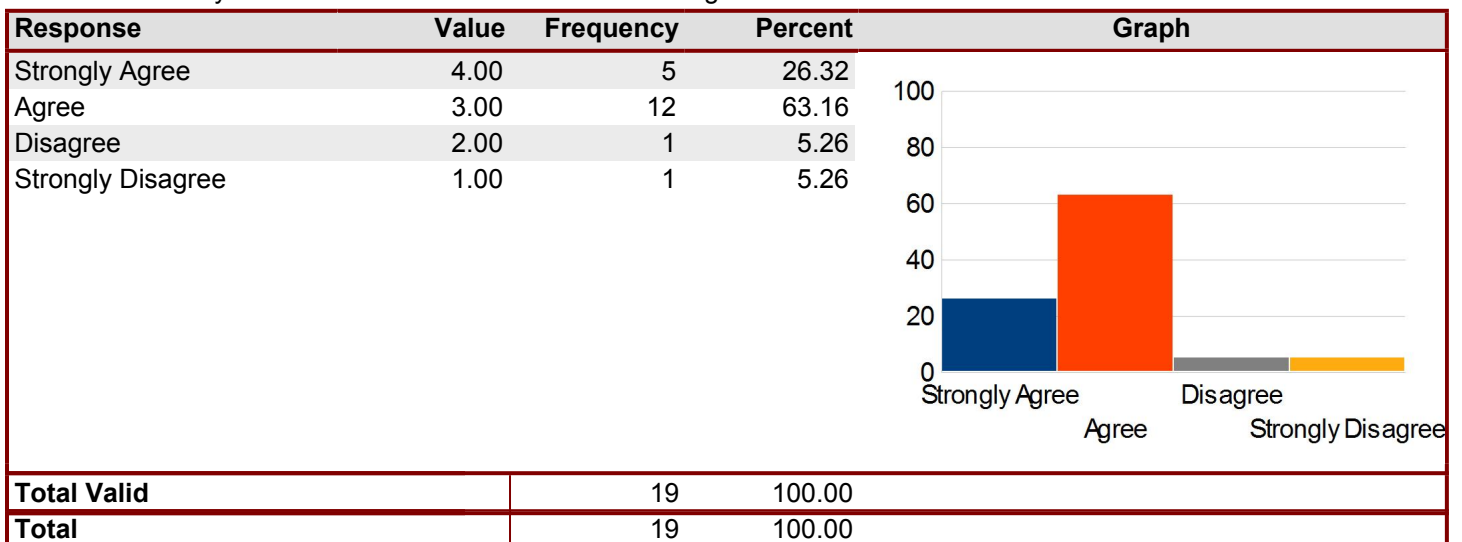 Response Value Frequency Percent Graph
Strongly Agree 4.00 5 26.32
Agree 3.00 12 63.16
Disagree 2.00 1 5.26
Strongly Disagree 1.00 1 5.26
100
80
60
40
20
0
Strongly Agree Disagree
Agree Strongly Disagree
Total Valid 19 100.00
Total 19 100.00